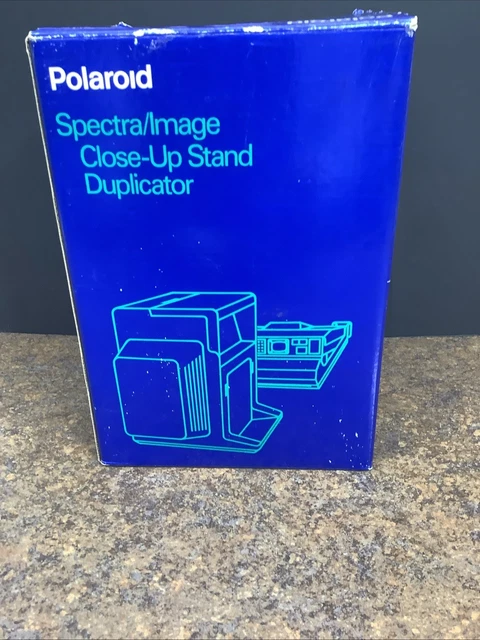 Polaroid
Spectra/Image
Close-Up Stand
Duplicator